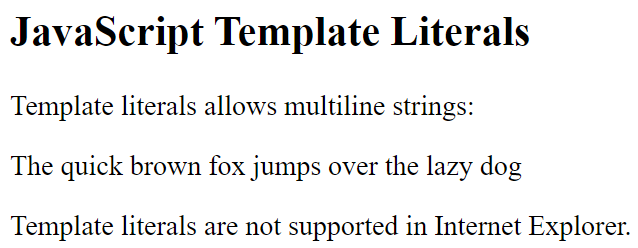 JavaScript Template Literals
Template literals allows multiline strings:
The quick brown fox jumps over the lazy dog
Template literals are not supported in Internet Explorer.